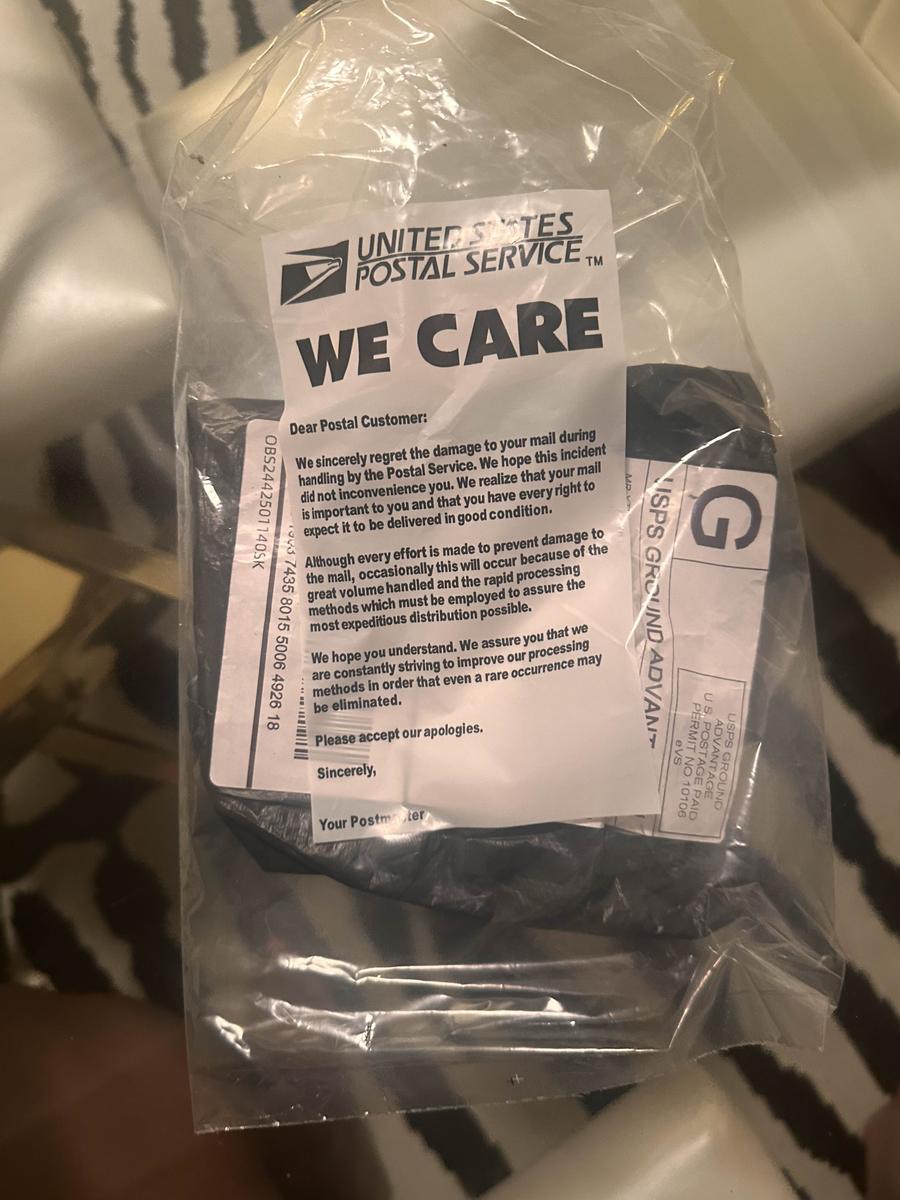 UNITED STATES
POSTAL SERVICE TM
WE CARE
Dear Postal Customer:
We sincerely regret the damage to your mail during
handling by the Postal Service. We hope this incident
did not inconvenience you. We realize that your mail
is important to you and that you have every right to
expect it to be delivered in good condition.
Although every effort is made to prevent damage to
the mail, occasionally this will occur because of the
great volume handled and the rapid processing
methods which must be employed to assure the
most expeditious distribution possible.
We hope you understand. We assure you that we
are constantly striving to improve our processing
methods in order that even a rare occurrence may
be eliminated.
Please accept our apologies.
Sincerely,
Your Postmaster
OBS2442501140SK
7435 8015 5006 4926 18
G
USPS GROUND ADVANT
USPS GROUND
ADVANTAGE
U.S. POSTAGE PAID
PERMIT NO 10106
eVS